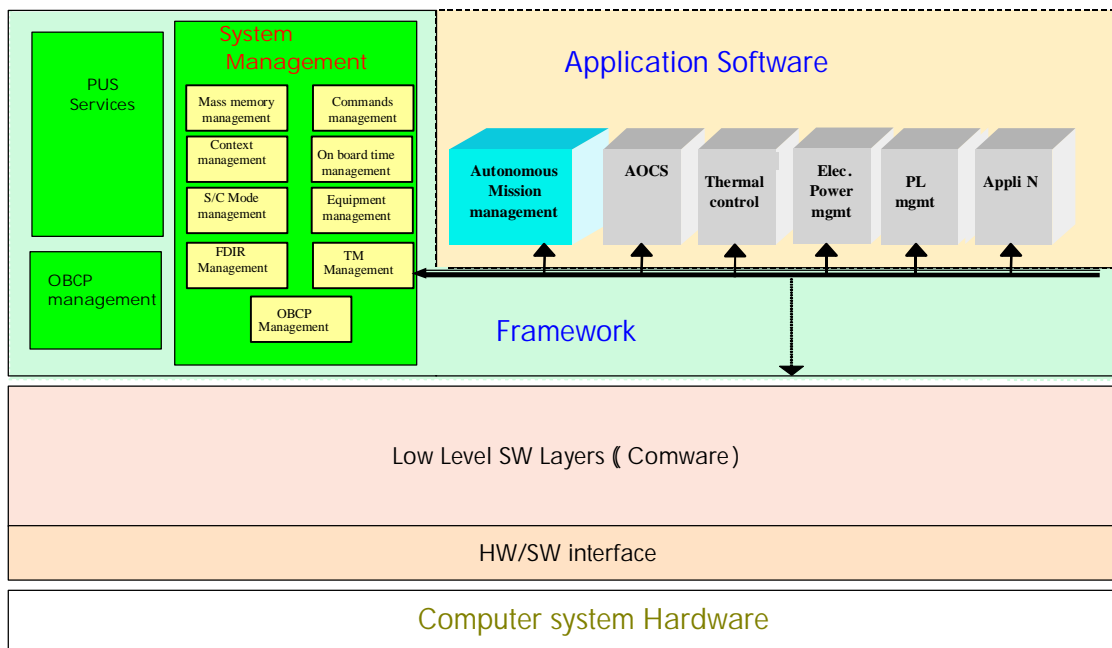 System
Management
PUS
Services
Mass memory
management
Commands
management
Context
management
On board time
management
S/C Mode
management
Equipment
management
FDIR
Management
TM
Management
OBCP
Management
OBCP
management
Application Software
Autonomous
Mission
management
AOCS
Thermal
control
Elec.
Power
mgmt
PL
mgmt
Appli N
Framework
Low Level SW Layers (( Comware)
HW/SW interface
Computer system Hardware